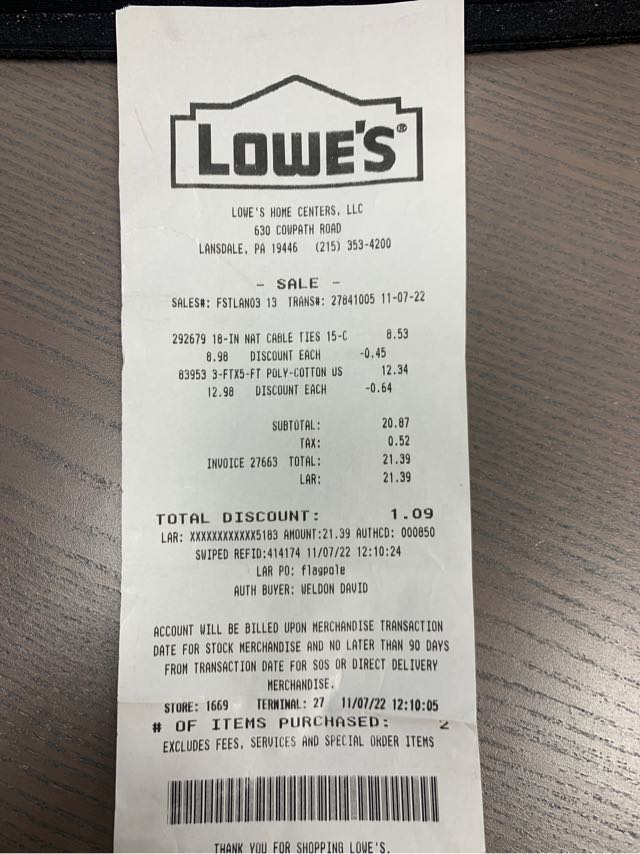 LOWE'S®
LOWE'S HOME CENTERS, LLC
630 COWPATH ROAD
LANSDALE, PA 19446 (215) 353-4200
- SALE -
SALES#: FSTLAN03 13 TRANS#: 27841005 11-07-22
292679 18-IN NAT CABLE TIES 15-C 8.53
8.98 DISCOUNT EACH -0.45
83953 3-FTX5-FT POLY-COTTON US 12.34
12.98 DISCOUNT EACH -0.64
SUBTOTAL: 20.87
TAX: 0.52
INVOICE 27663 TOTAL: 21.39
LAR: 21.39
TOTAL DISCOUNT: 1.09
LAR: XXXXXXXXXXXX5183 AMOUNT:21.39 AUTHCD: 000850
SWIPED REFID:414174 11/07/22 12:10:24
LAR PO: flagpole
AUTH BUYER: WELDON DAVID
ACCOUNT WILL BE BILLED UPON MERCHANDISE TRANSACTION
DATE FOR STOCK MERCHANDISE AND NO LATER THAN 90 DAYS
FROM TRANSACTION DATE FOR SOS OR DIRECT DELIVERY
MERCHANDISE.
STORE: 1669 TERMINAL: 27 11/07/22 12:10:05
# OF ITEMS PURCHASED: 2
EXCLUDES FEES, SERVICES AND SPECIAL ORDER ITEMS
THANK YOU FOR SHOPPING LOWE'S.